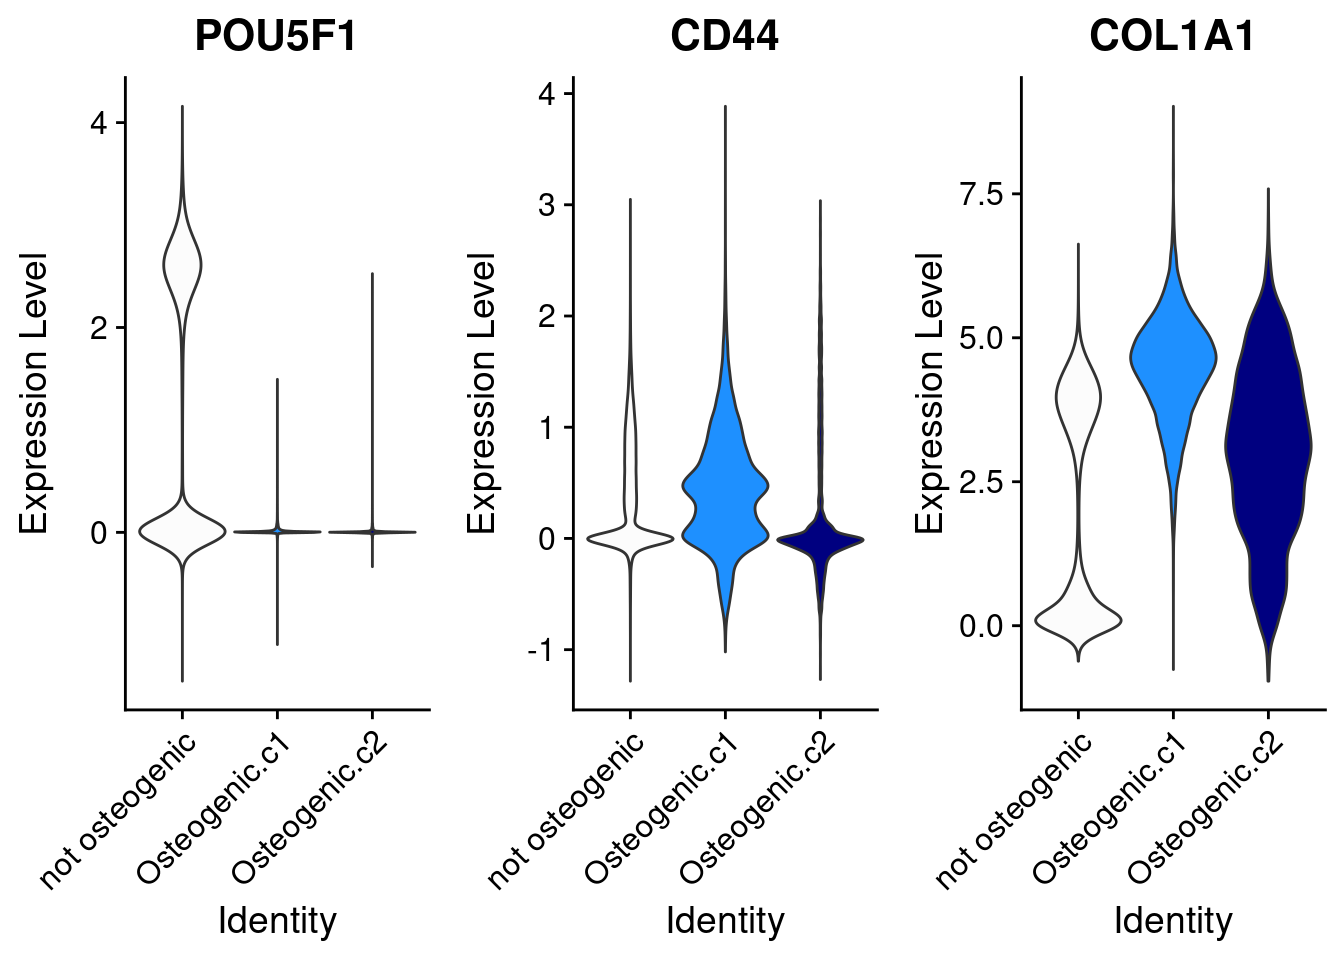 POU5F1
Expression Level
4
2
0
not osteogenic
Osteogenic.c1
Osteogenic.c2
Identity
CD44
Expression Level
4
3
2
1
0
-1
not osteogenic
Osteogenic.c1
Osteogenic.c2
Identity
COL1A1
Expression Level
7.5
5.0
2.5
0.0
not osteogenic
Osteogenic.c1
Osteogenic.c2
Identity